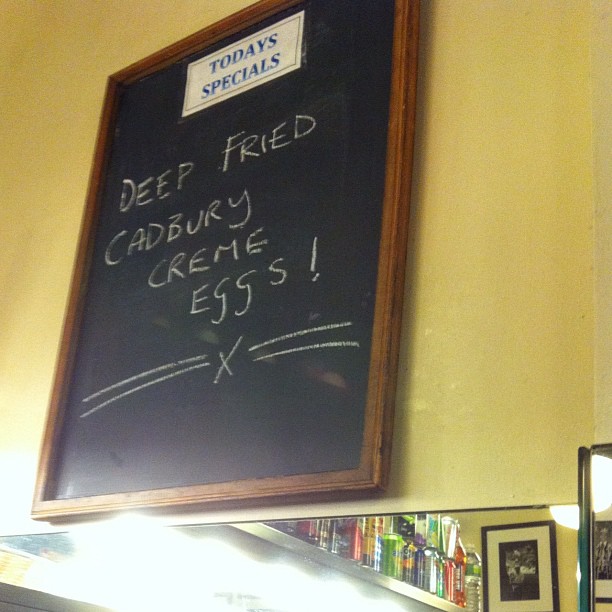 TODAYS
SPECIALS
DEEP FRIED
CADBURY
CREME
EGGS!
X